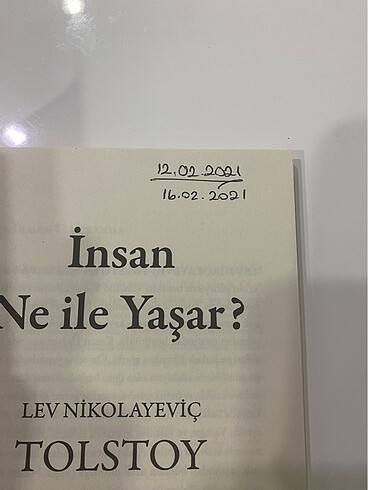 12.02.2021
16.02.2021
İnsan
Ne ile Yaşar?
LEV NİKOLAYEVİÇ
TOLSTOY